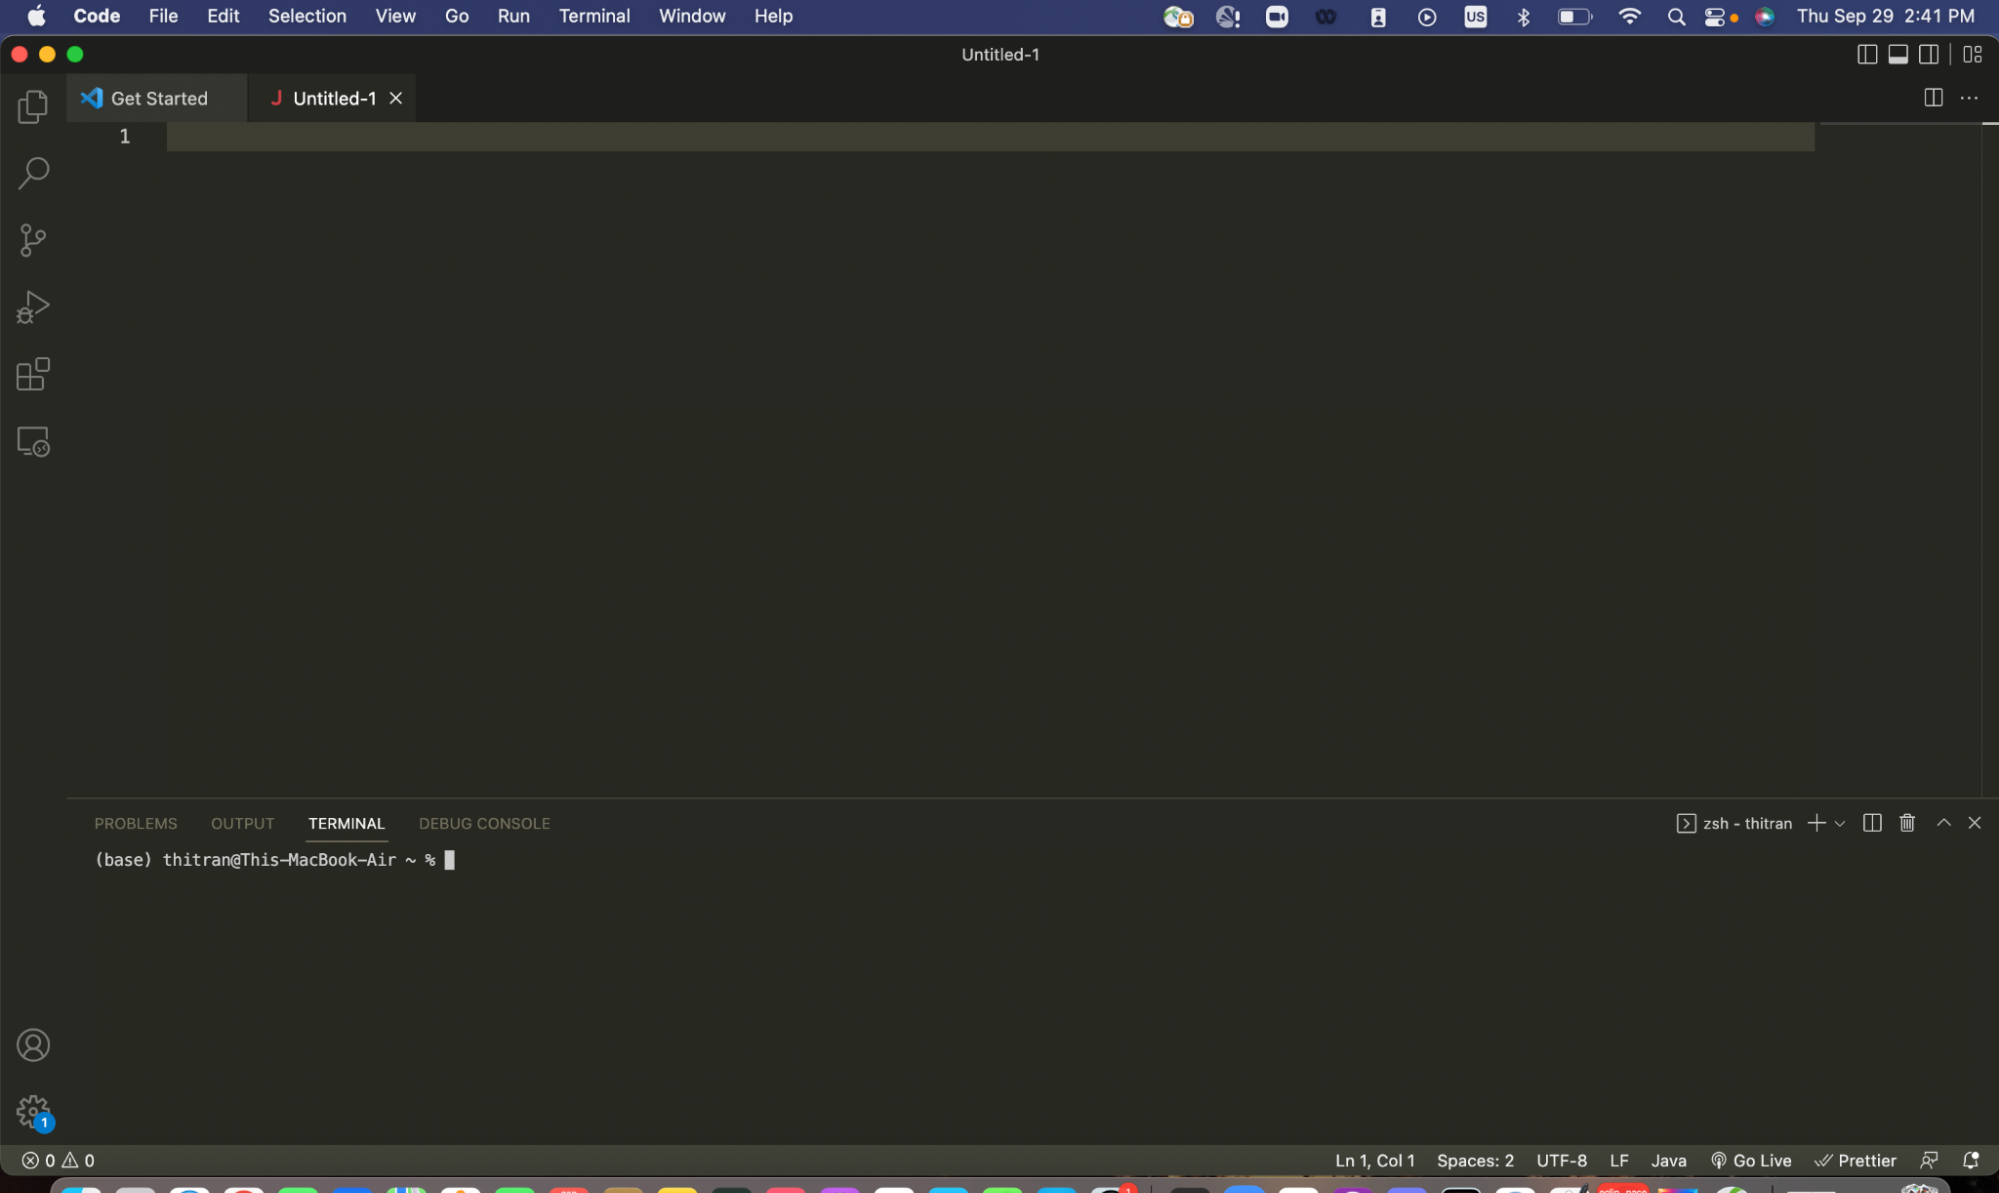 Code File Edit Selection View Go Run Terminal Window Help US Thu Sep 29 2:41 PM
Untitled-1
Get Started J Untitled-1
1
PROBLEMS OUTPUT TERMINAL DEBUG CONSOLE zsh - thitran
(base) thitran@This-MacBook-Air ~ %
1
0 0 Ln 1, Col 1 Spaces: 2 UTF-8 LF Java Go Live Prettier
1